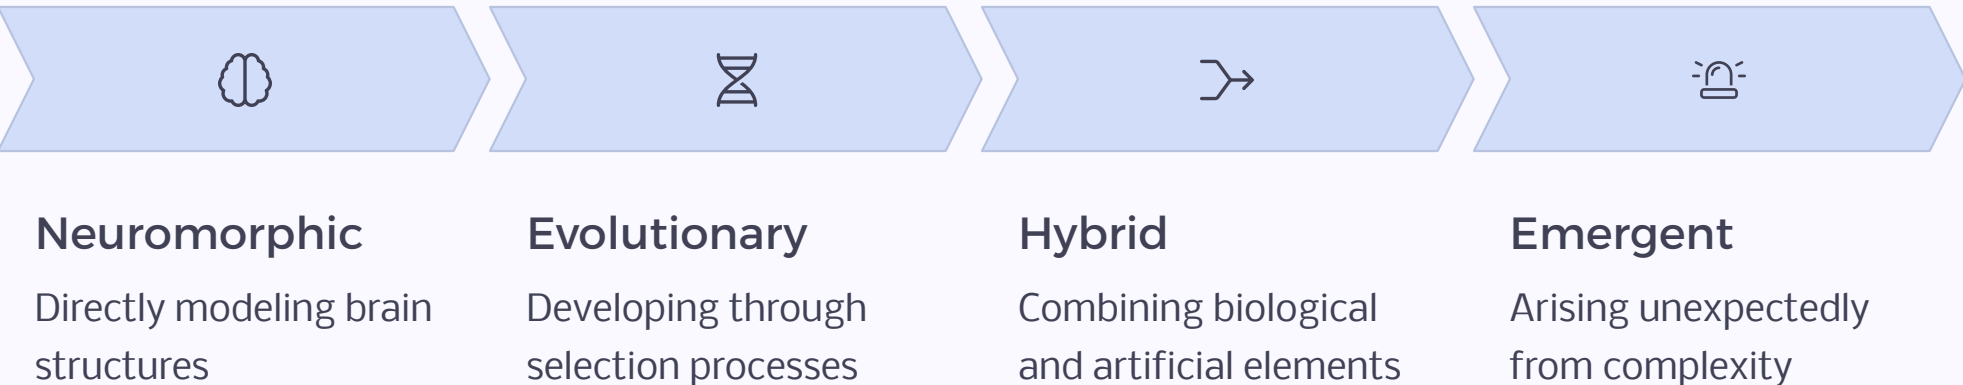 Neuromorphic
Directly modeling brain
structures
Evolutionary
Developing through
selection processes
Hybrid
Combining biological
and artificial elements
Emergent
Arising unexpectedly
from complexity